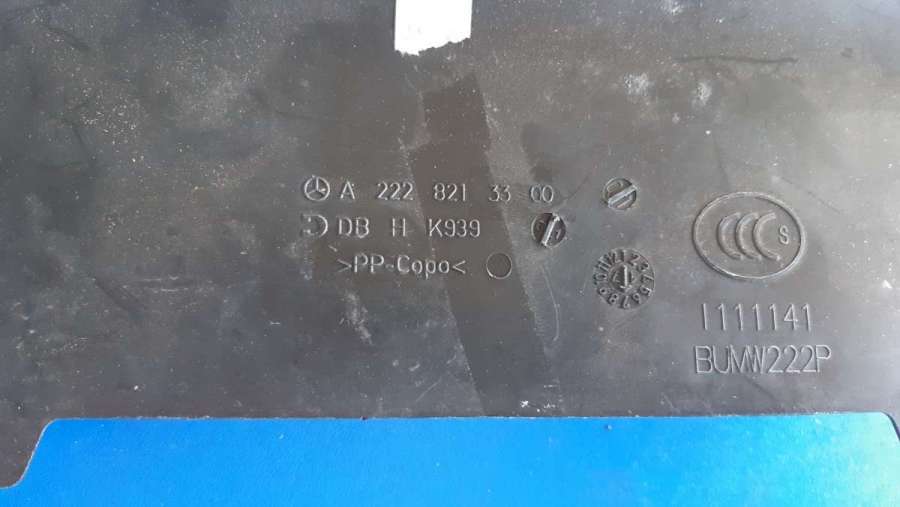 A 222 821 33 00
DB H K939
>PP-Copo<
CCC S
1111141
BUMW222P